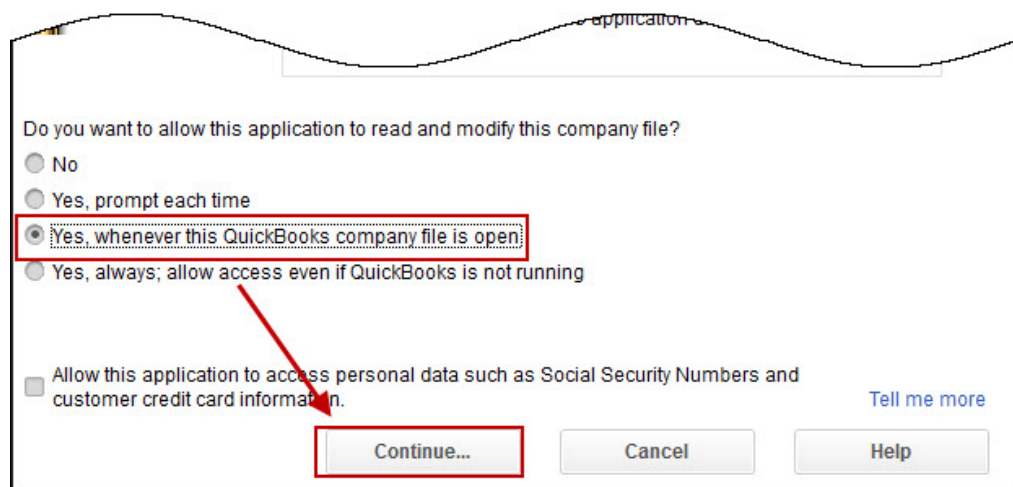 application
Do you want to allow this application to read and modify this company file?
No
Yes, prompt each time
Yes, whenever this QuickBooks company file is open
Yes, always; allow access even if QuickBooks is not running
Allow this application to access personal data such as Social Security Numbers and
customer credit card information.
Tell me more
Continue...
Cancel
Help